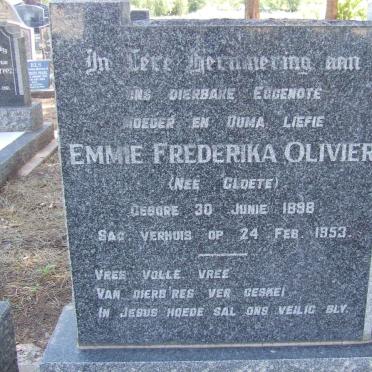 In Tere Herinnering aan
ons dierbare Eggenote
moeder en Ouma liefie
EMMIE FREDERIKA OLIVIER
(NEE CLOETE)
GEBORE 30 JUNIE 1898
SAG VERHUIS OP 24 FEB. 1953.
VREE VOLLE VREE
VAN DIERB'RES VER GESKEI
IN JESUS HOEDE SAL ONS VEILIG BLY.